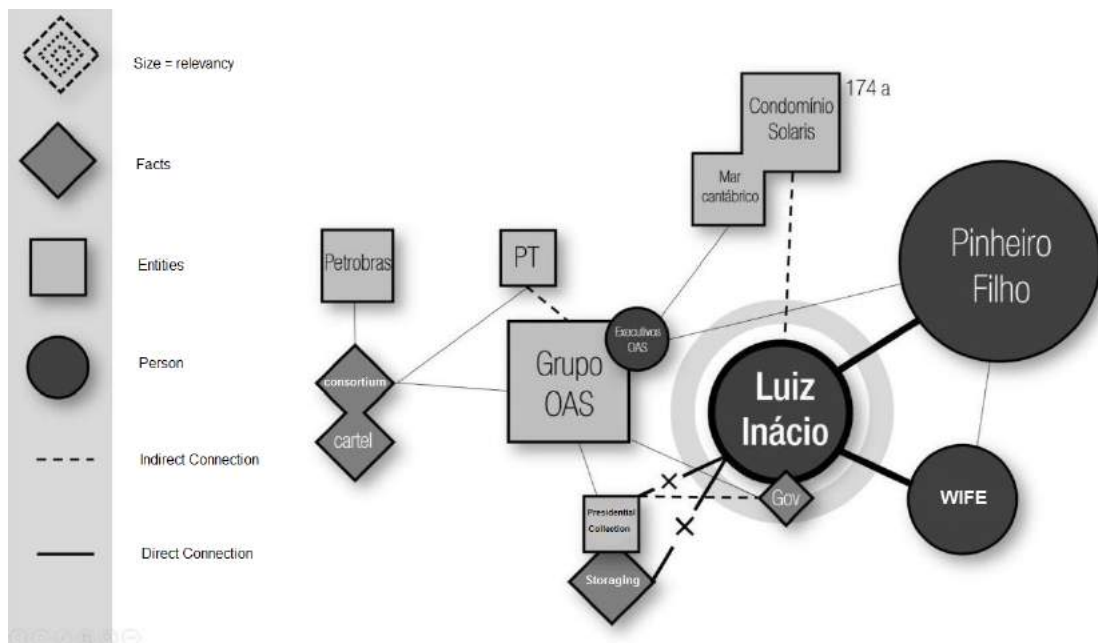 Size = relevancy
Facts
Entities
Person
Indirect Connection
Direct Connection
174 a
Condomínio
Solaris
Mar
cantábrico
Pinheiro
Filho
Petrobras
PT
Executivos
OAS
Grupo
OAS
consortium
cartel
Luiz
Inácio
Gov
WIFE
Presidential
Collection
Storaging